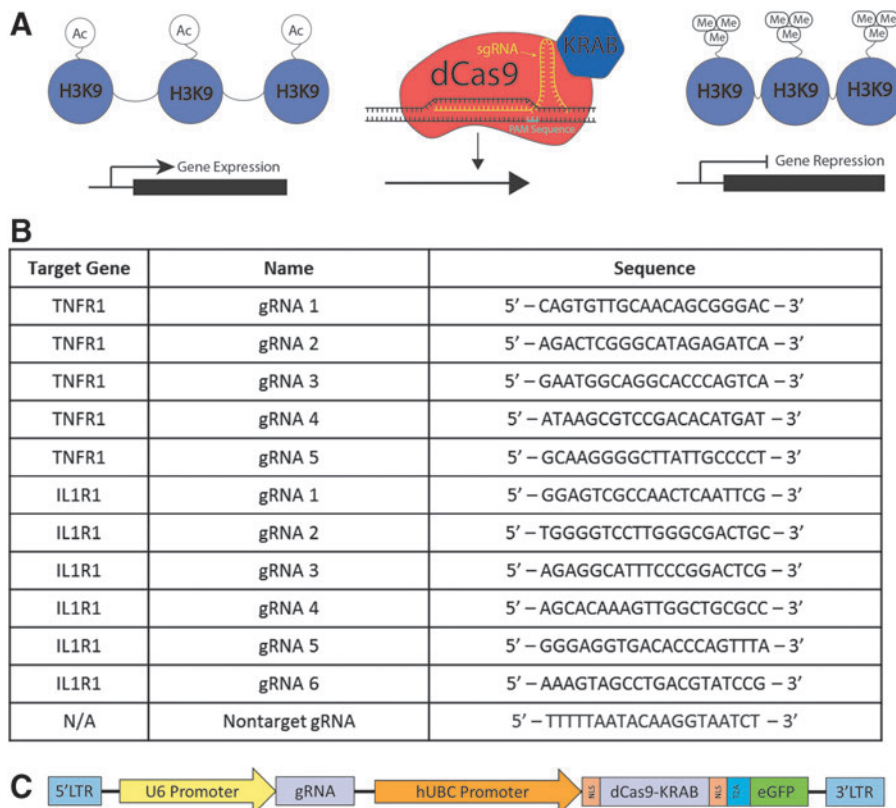 A
Ac Ac Ac
H3K9 H3K9 H3K9
Gene Expression
sgRNA
KRAB
dCas9
PAM Sequence
Me Me Me Me Me Me Me Me Me
H3K9 H3K9 H3K9
Gene Repression
B
Target Gene Name Sequence
TNFR1 gRNA 1 5' – CAGTGTTGCAACAGCGGGAC – 3'
TNFR1 gRNA 2 5' – AGACTCGGGCATAGAGATCA – 3'
TNFR1 gRNA 3 5' – GAATGGCAGGCACCCAGTCA – 3'
TNFR1 gRNA 4 5' – ATAAGCGTCCGACACATGAT – 3'
TNFR1 gRNA 5 5' – GCAAGGGGCTTATTGCCCCT – 3'
IL1R1 gRNA 1 5' – GGAGTCGCCAACTCAATTCG – 3'
IL1R1 gRNA 2 5' – TGGGGTCCTTGGGCGACTGC – 3'
IL1R1 gRNA 3 5' – AGAGGCATTTCCCGGACTCG – 3'
IL1R1 gRNA 4 5' – AGCACAAAGTTGGCTGCGCC – 3'
IL1R1 gRNA 5 5' – GGGAGGTGACACCCAGTTTA – 3'
IL1R1 gRNA 6 5' – AAAGTAGCCTGACGTATCCG – 3'
N/A Nontarget gRNA 5' – TTTTTAATACAAGGTAATCT – 3'
C
5'LTR U6 Promoter gRNA hUBC Promoter NLS dCas9-KRAB NLS T2A eGFP 3'LTR